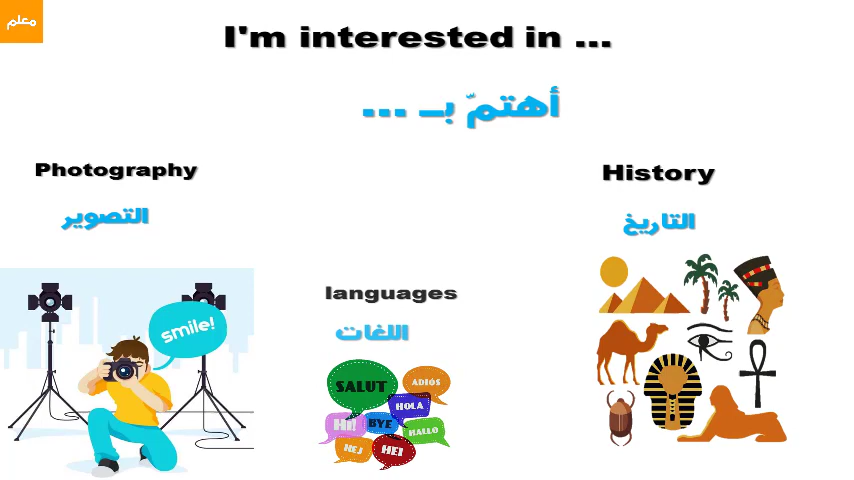 معلم
I'm interested in ...
أهتمّ بـ ...
Photography
التصوير
smile!
languages
اللغات
SALUT
ADIÓS
HOLA
HI!
BYE
HALLO
HEJ
HEI
History
التاريخ